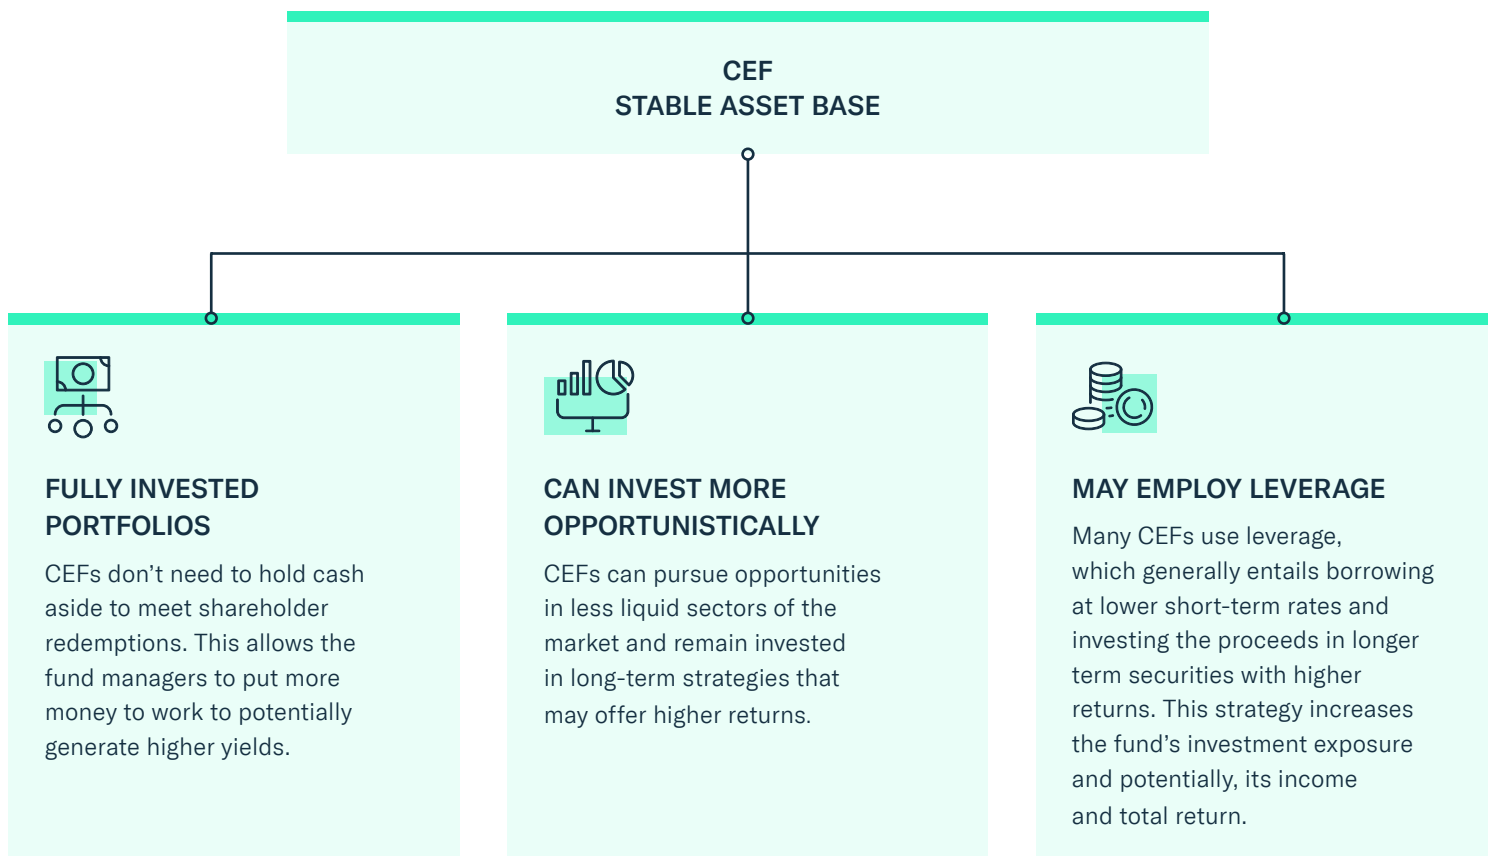 CEF
STABLE ASSET BASE
FULLY INVESTED
PORTFOLIOS
CEFs don’t need to hold cash
aside to meet shareholder
redemptions. This allows the
fund managers to put more
money to work to potentially
generate higher yields.
CAN INVEST MORE
OPPORTUNISTICALLY
CEFs can pursue opportunities
in less liquid sectors of the
market and remain invested
in long-term strategies that
may offer higher returns.
MAY EMPLOY LEVERAGE
Many CEFs use leverage,
which generally entails borrowing
at lower short-term rates and
investing the proceeds in longer
term securities with higher
returns. This strategy increases
the fund’s investment exposure
and potentially, its income
and total return.